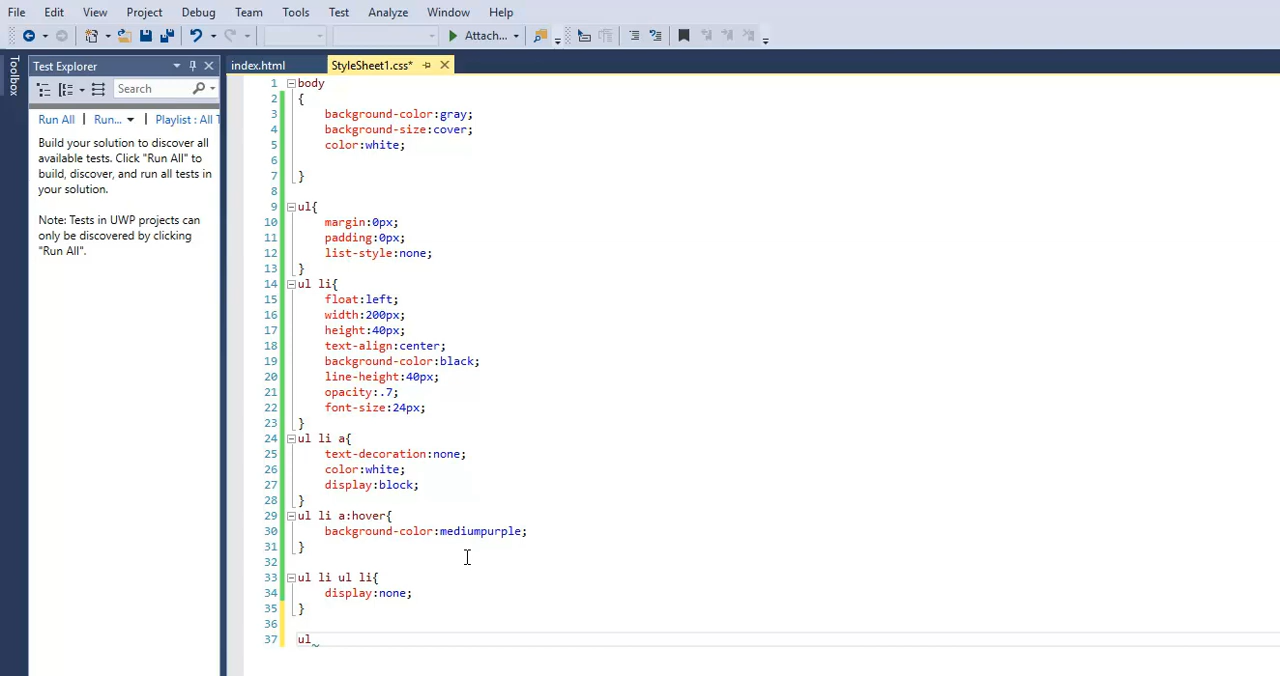 File Edit View Project Debug Team Tools Test Analyze Window Help
Attach...
Toolbox
Test Explorer
Search
Run All Run... Playlist : All T
Build your solution to discover all
available tests. Click "Run All" to
build, discover, and run all tests in
your solution.
Note: Tests in UWP projects can
only be discovered by clicking
"Run All".
index.html StyleSheet1.css*
1 body
2 {
3 background-color:gray;
4 background-size:cover;
5 color:white;
6
7 }
8
9 ul{
10 margin:0px;
11 padding:0px;
12 list-style:none;
13 }
14 ul li{
15 float:left;
16 width:200px;
17 height:40px;
18 text-align:center;
19 background-color:black;
20 line-height:40px;
21 opacity:.7;
22 font-size:24px;
23 }
24 ul li a{
25 text-decoration:none;
26 color:white;
27 display:block;
28 }
29 ul li a:hover{
30 background-color:mediumpurple;
31 }
32
33 ul li ul li{
34 display:none;
35 }
36
37 ul